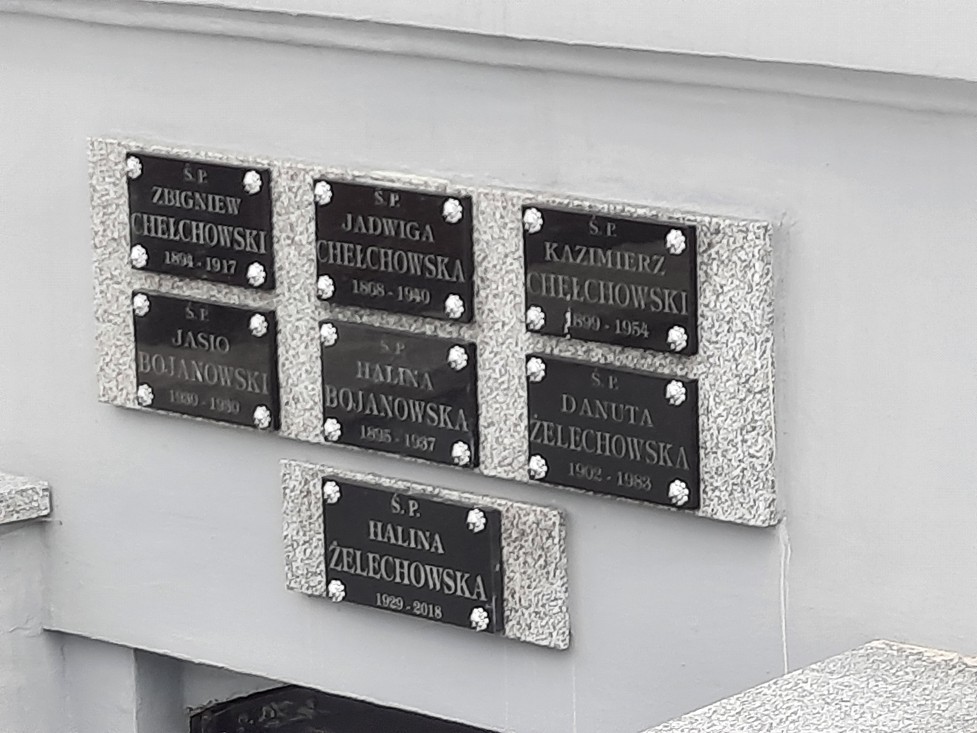 Ś.P.
ZBIGNIEW
CHEŁCHOWSKI
1894 - 1917
Ś.P.
JADWIGA
CHEŁCHOWSKA
1868 - 1940
Ś.P.
KAZIMIERZ
CHEŁCHOWSKI
1899 - 1954
Ś.P.
JASIO
BOJANOWSKI
1930 - 1930
Ś.P.
HALINA
BOJANOWSKA
1895 - 1937
Ś.P.
DANUTA
ŻELECHOWSKA
1902 - 1983
Ś.P.
HALINA
ŻELECHOWSKA
1929 - 2018